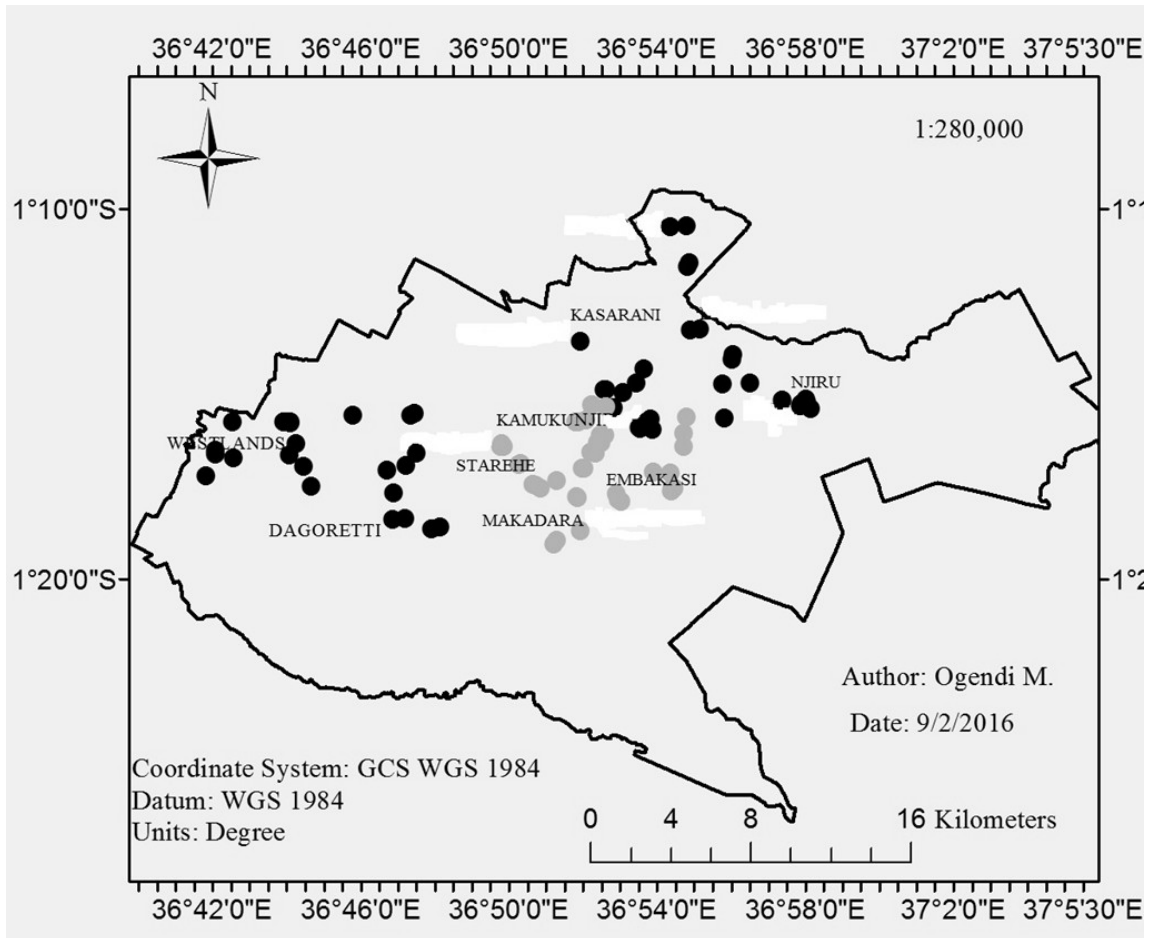 36°42'0"E 36°46'0"E 36°50'0"E 36°54'0"E 36°58'0"E 37°2'0"E 37°5'30"E
N
1:280,000
1°10'0"S
KASARANI
NJIRU
WESTLANDS
STAREHE
EMBAKASI
DAGORETTI
MAKADARA
1°20'0"S
Author: Ogendi M.
Date: 9/2/2016
Coordinate System: GCS WGS 1984
Datum: WGS 1984
Units: Degree
0 4 8 16 Kilometers
36°42'0"E 36°46'0"E 36°50'0"E 36°54'0"E 36°58'0"E 37°2'0"E 37°5'30"E